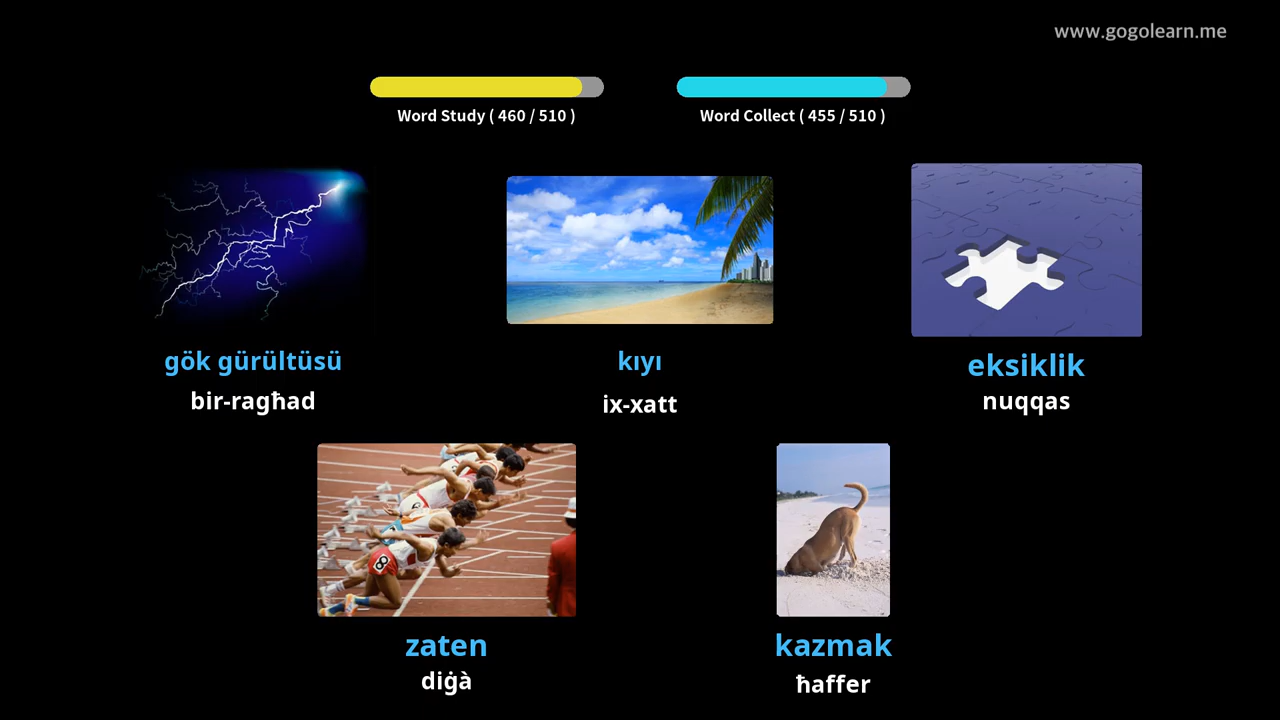 www.gogolearn.me
Word Study ( 460 / 510 )
Word Collect ( 455 / 510 )
gök gürültüsü
bir-ragħad
kıyı
ix-xatt
eksiklik
nuqqas
zaten
diġà
kazmak
ħaffer